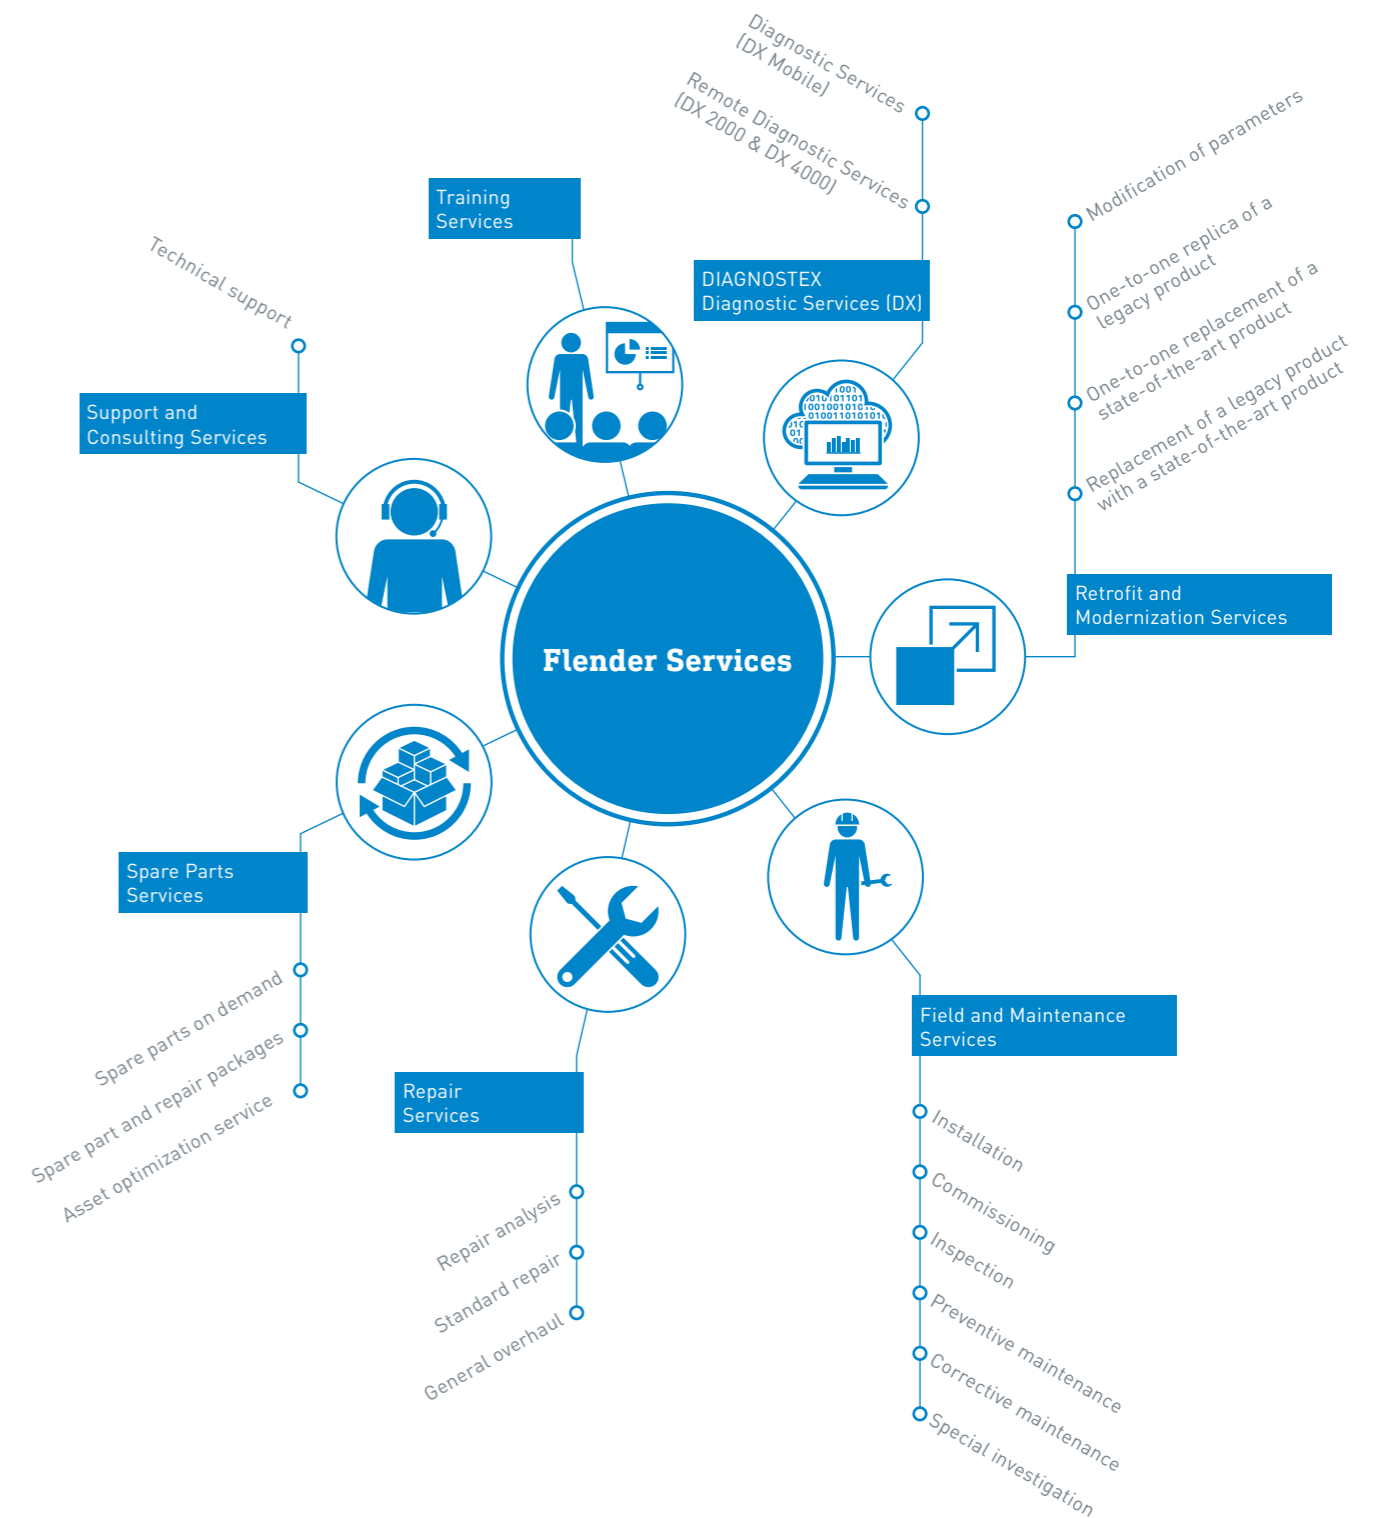 Diagnostic Services
(DX Mobile)
Remote Diagnostic Services
(DX 2000 & DX 4000)
Modification of parameters
One-to-one replica of a
legacy product
One-to-one replacement of a
state-of-the-art product
Replacement of a legacy product
with a state-of-the-art product
Training
Services
Technical support
DIAGNOSTEX
Diagnostic Services (DX)
Support and
Consulting Services
Retrofit and
Modernization Services
Flender Services
Spare Parts
Services
Spare parts on demand
Spare part and repair packages
Asset optimization service
Repair
Services
Repair analysis
Standard repair
General overhaul
Field and Maintenance
Services
Installation
Commissioning
Inspection
Preventive maintenance
Corrective maintenance
Special investigation